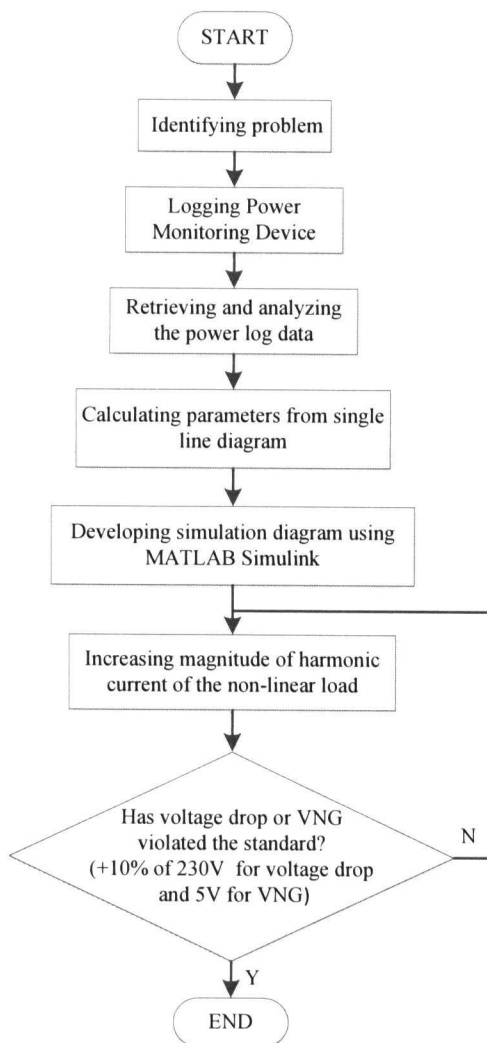 START
Identifying problem
Logging Power
Monitoring Device
Retrieving and analyzing
the power log data
Calculating parameters from single
line diagram
Developing simulation diagram using
MATLAB Simulink
Increasing magnitude of harmonic
current of the non-linear load
Has voltage drop or VNG
violated the standard?
(+10% of 230V for voltage drop
and 5V for VNG)
N
Y
END